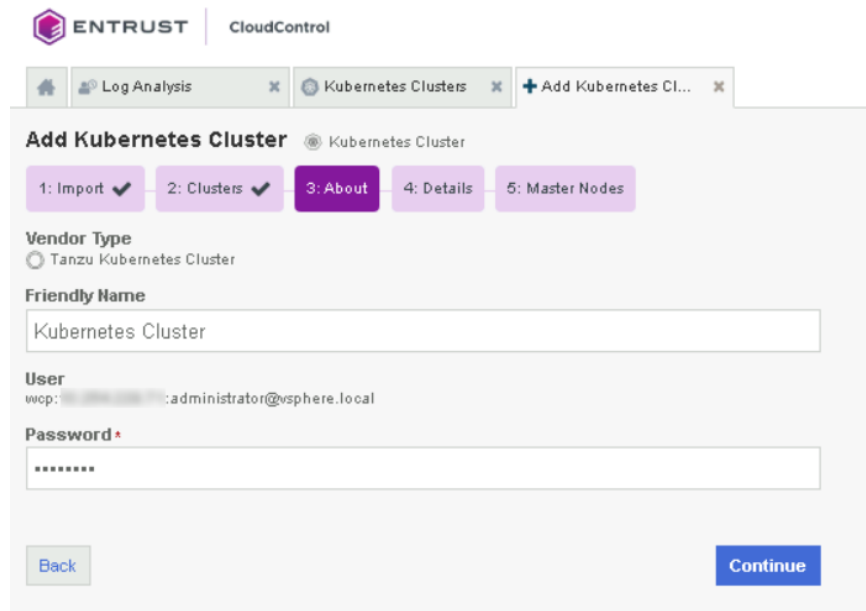 ENTRUST CloudControl
Log Analysis Kubernetes Clusters Add Kubernetes Cl...
Add Kubernetes Cluster Kubernetes Cluster
1: Import 2: Clusters 3: About 4: Details 5: Master Nodes
Vendor Type
Tanzu Kubernetes Cluster
Friendly Name
Kubernetes Cluster
User
wcp: :administrator@vsphere.local
Password *
••••••••
Back Continue